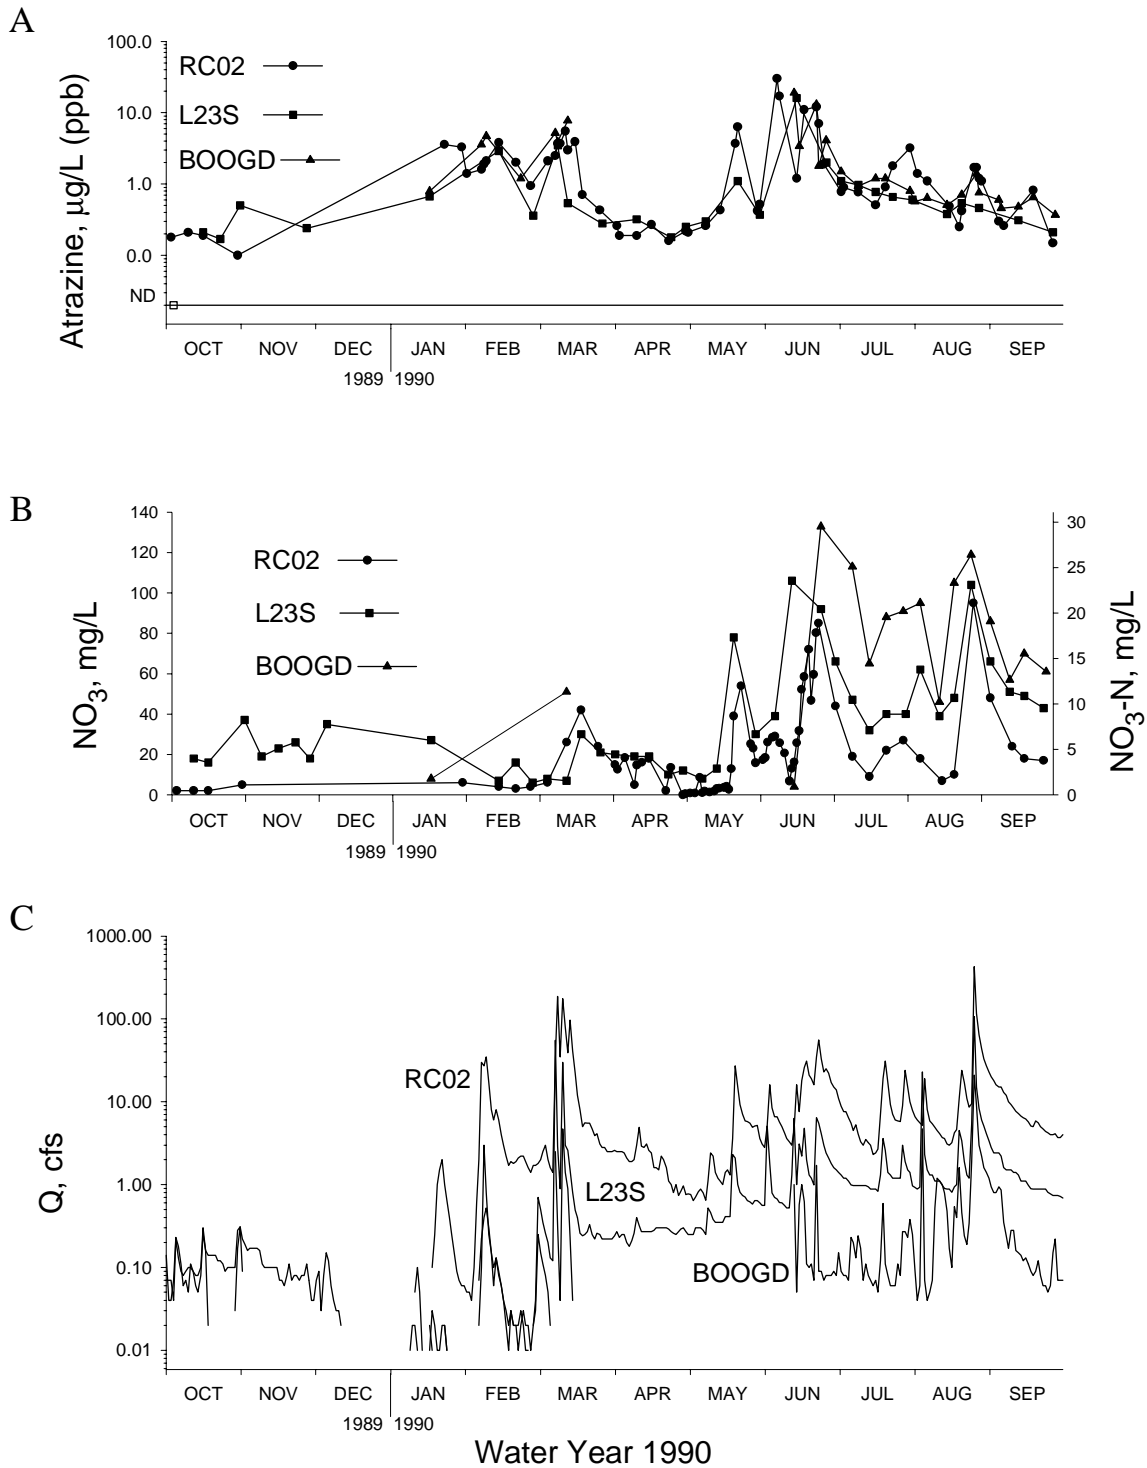 A
Atrazine, μg/L (ppb)
100.0
10.0
1.0
0.0
ND
RC02
L23S
BOOGD
OCT NOV DEC JAN FEB MAR APR MAY JUN JUL AUG SEP
1989 1990
B
NO3, mg/L
140
120
100
80
60
40
20
0
RC02
L23S
BOOGD
30
25
20
15
10
5
0
NO3-N, mg/L
OCT NOV DEC JAN FEB MAR APR MAY JUN JUL AUG SEP
1989 1990
C
Q, cfs
1000.00
100.00
10.00
1.00
0.10
0.01
RC02
L23S
BOOGD
OCT NOV DEC JAN FEB MAR APR MAY JUN JUL AUG SEP
1989 1990
Water Year 1990